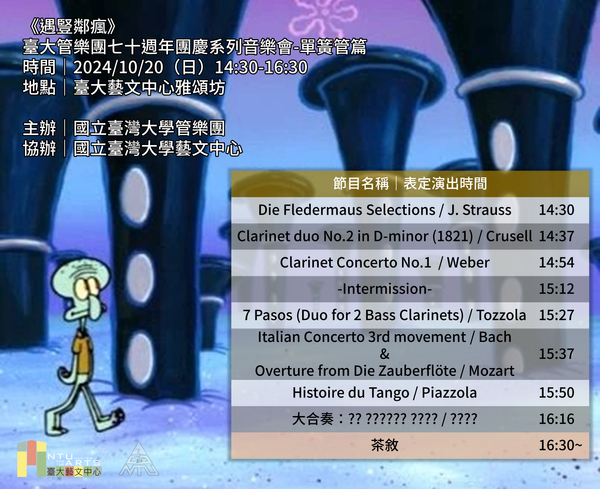 《遇豎鄰瘋》
臺大管樂團七十週年團慶系列音樂會-單簧管篇
時間｜2024/10/20（日）14:30-16:30
地點｜臺大藝文中心雅頌坊
主辦｜國立臺灣大學管樂團
協辦｜國立臺灣大學藝文中心
節目名稱｜表定演出時間
Die Fledermaus Selections / J. Strauss 14:30
Clarinet duo No.2 in D-minor (1821) / Crusell 14:37
Clarinet Concerto No.1 / Weber 14:54
-Intermission- 15:12
7 Pasos (Duo for 2 Bass Clarinets) / Tozzola 15:27
Italian Concerto 3rd movement / Bach
& 15:37
Overture from Die Zauberflöte / Mozart
Histoire du Tango / Piazzola 15:50
大合奏：?? ?????? ???? / ???? 16:16
茶敘 16:30~
NTU
ARTS
臺大藝文中心